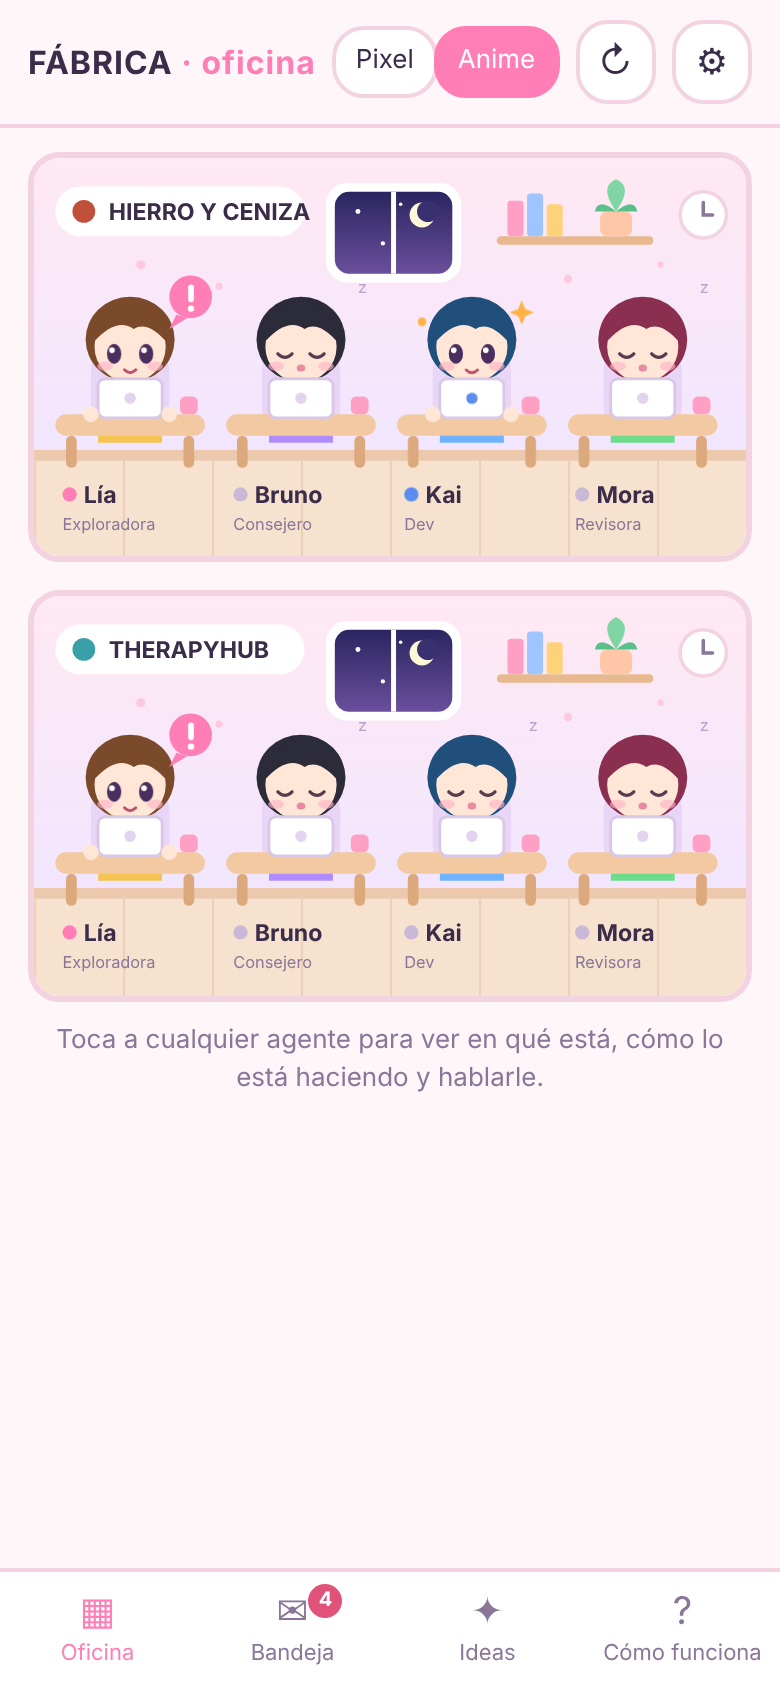 FÁBRICA · oficina
Pixel
Anime
HIERRO Y CENIZA
!
z
z
Lía
Bruno
Kai
Mora
Exploradora
Consejero
Dev
Revisora
THERAPYHUB
!
z
z
z
Lía
Bruno
Kai
Mora
Exploradora
Consejero
Dev
Revisora
Toca a cualquier agente para ver en qué está, cómo lo
está haciendo y hablarle.
4
?
Oficina
Bandeja
Ideas
Cómo funciona